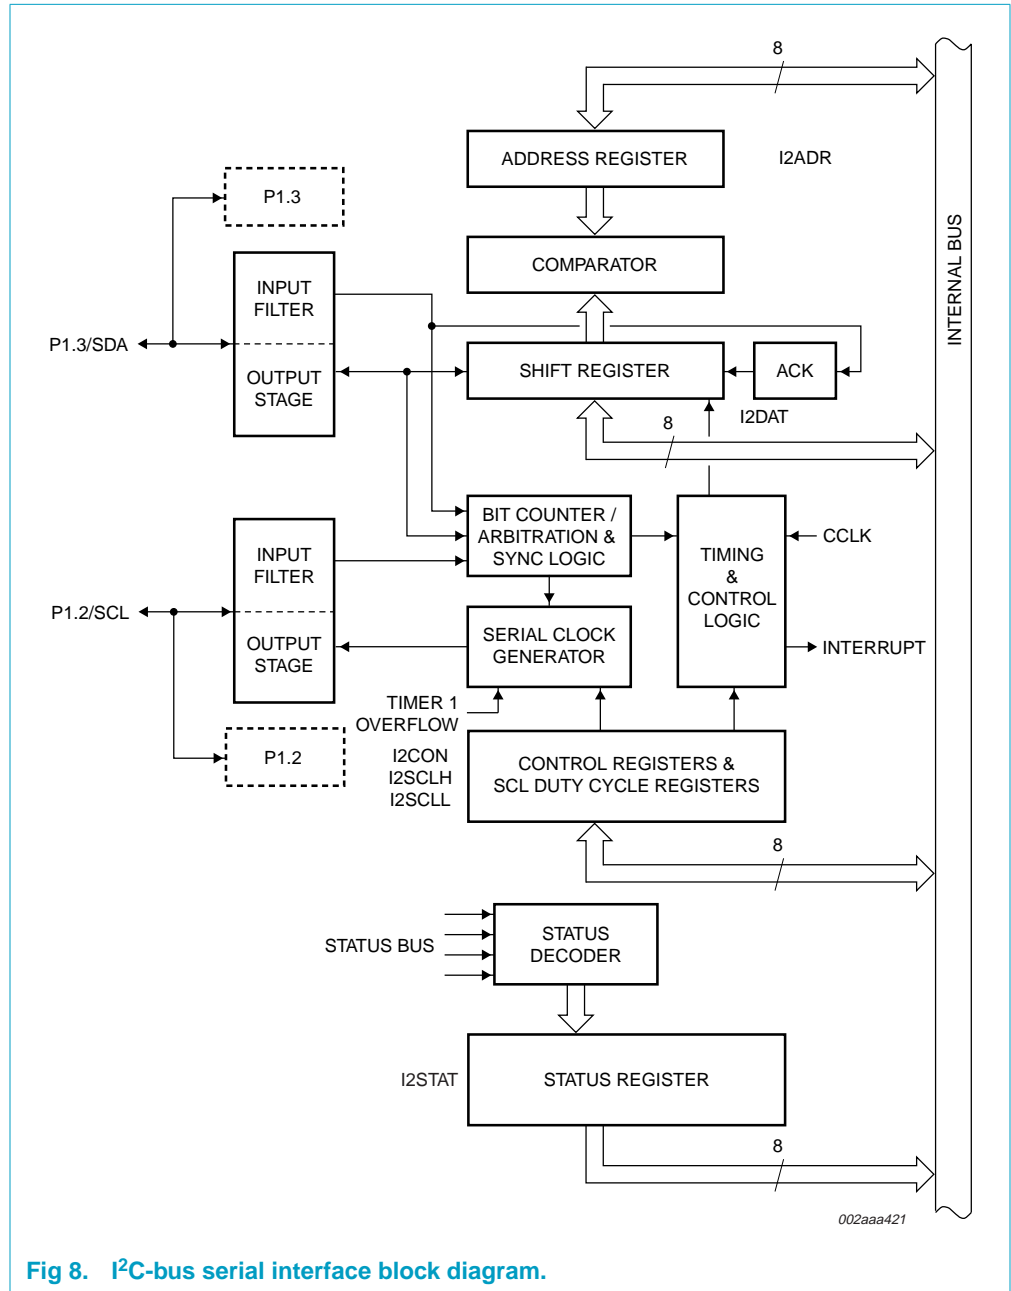 8
ADDRESS REGISTER
I2ADR
P1.3
INTERNAL BUS
COMPARATOR
INPUT
FILTER
P1.3/SDA
OUTPUT
STAGE
SHIFT REGISTER
ACK
I2DAT
8
BIT COUNTER /
ARBITRATION &
SYNC LOGIC
INPUT
FILTER
TIMING
&
CONTROL
LOGIC
CCLK
P1.2/SCL
OUTPUT
STAGE
SERIAL CLOCK
GENERATOR
INTERRUPT
TIMER 1
OVERFLOW
P1.2
I2CON
I2SCLH
I2SCLL
CONTROL REGISTERS &
SCL DUTY CYCLE REGISTERS
8
STATUS BUS
STATUS
DECODER
I2STAT
STATUS REGISTER
8
002aaa421
Fig 8. I²C-bus serial interface block diagram.